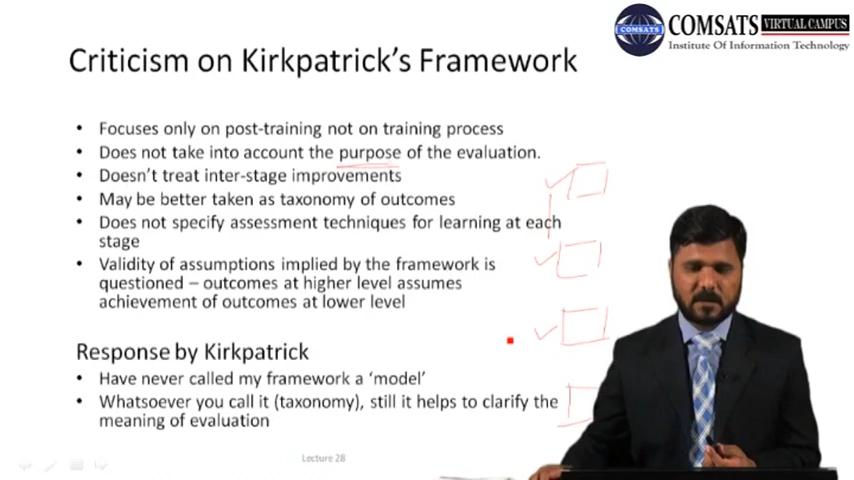 COMSATS VIRTUAL CAMPUS
COMSATS
Institute Of Information Technology
Criticism on Kirkpatrick's Framework
• Focuses only on post-training not on training process
• Does not take into account the purpose of the evaluation.
• Doesn't treat inter-stage improvements
• May be better taken as taxonomy of outcomes
• Does not specify assessment techniques for learning at each
stage
• Validity of assumptions implied by the framework is
questioned – outcomes at higher level assumes
achievement of outcomes at lower level
Response by Kirkpatrick
• Have never called my framework a 'model'
• Whatsoever you call it (taxonomy), still it helps to clarify the
meaning of evaluation
Lecture 28